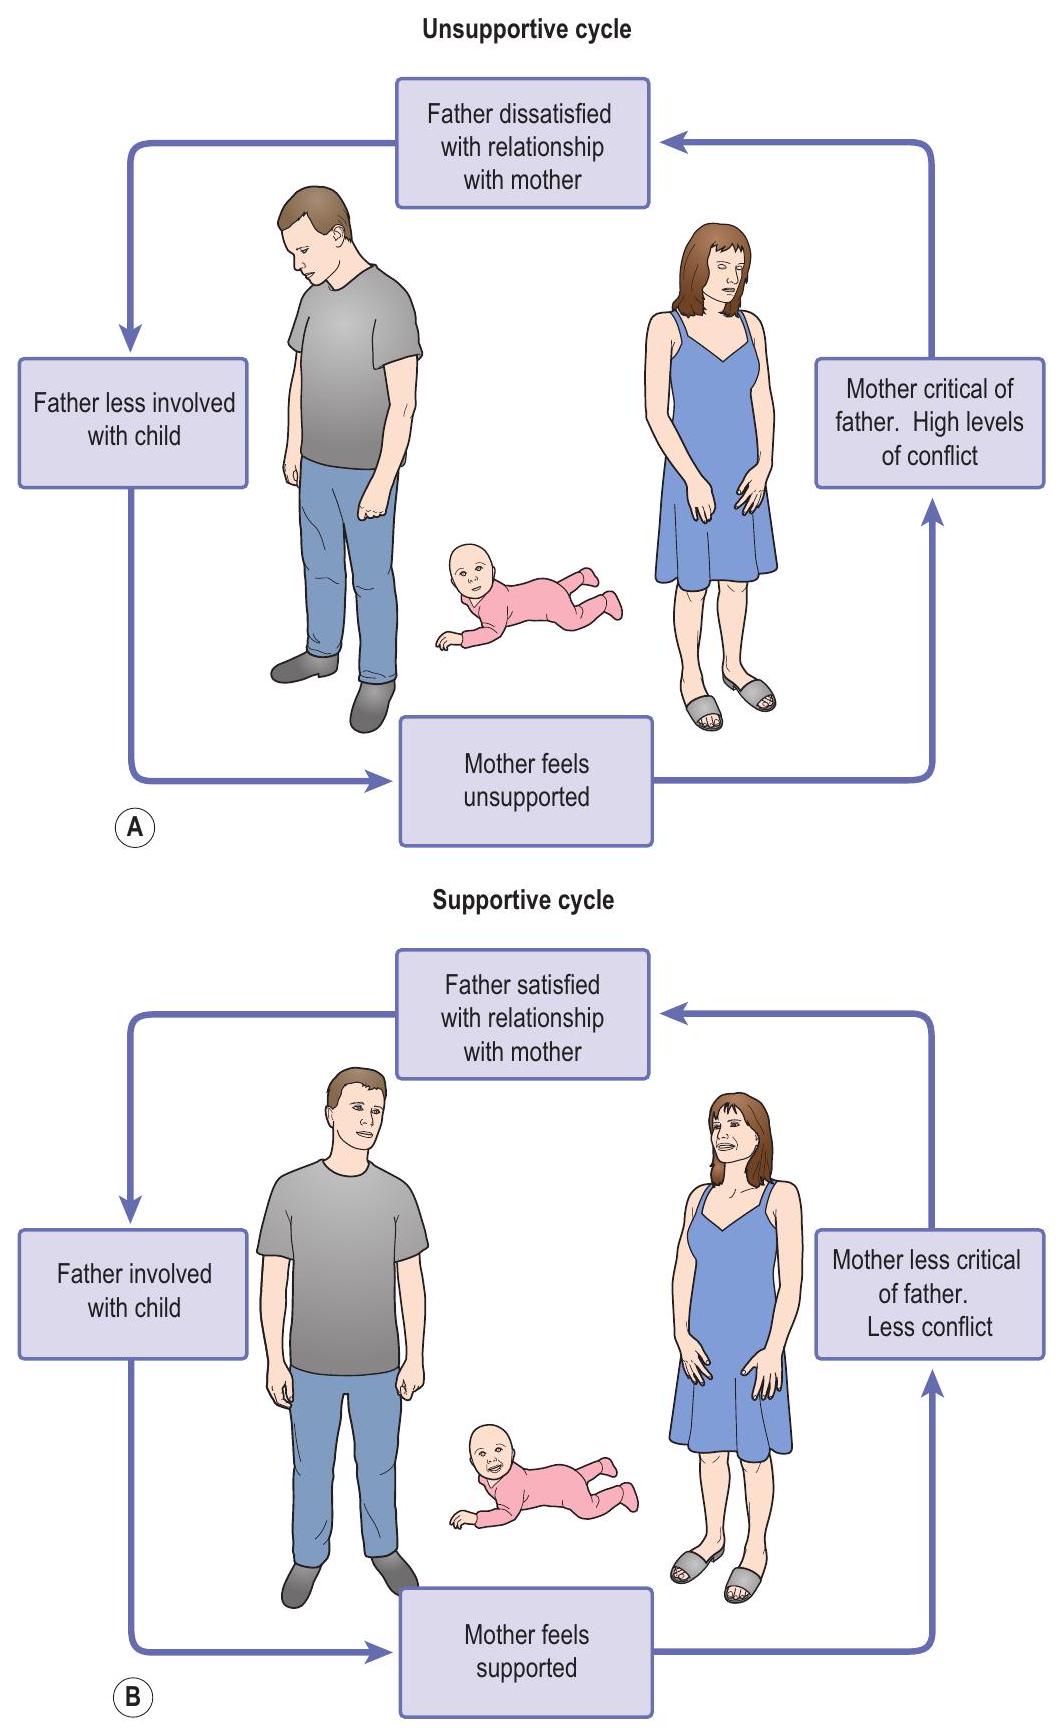 Unsupportive cycle
Father dissatisfied
with relationship
with mother
Father less involved
with child
Mother critical of
father. High levels
of conflict
Mother feels
unsupported
A
Supportive cycle
Father satisfied
with relationship
with mother
Father involved
with child
Mother less critical
of father.
Less conflict
Mother feels
supported
B